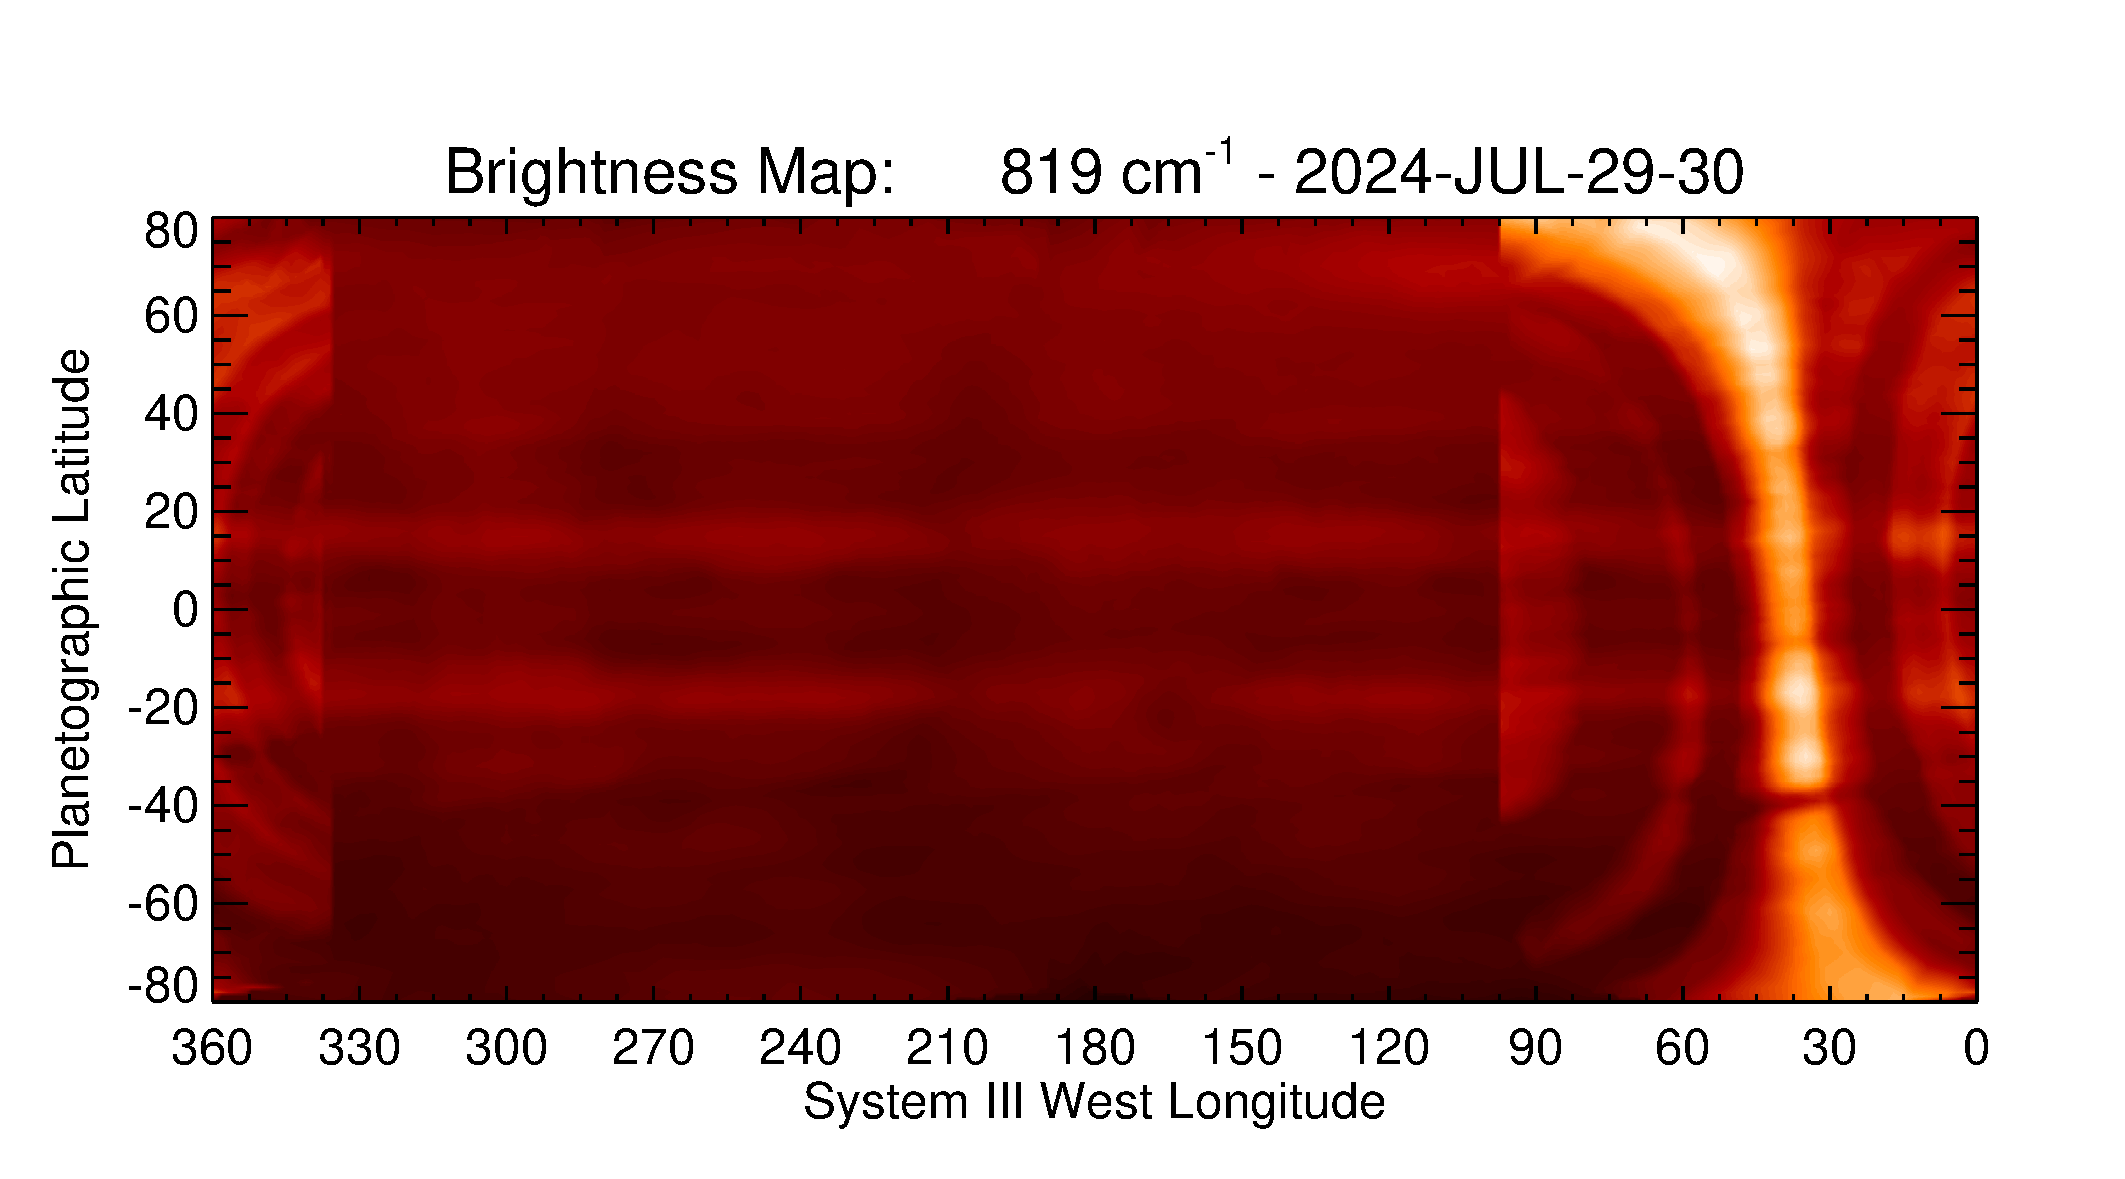 Brightness Map: 819 cm⁻¹ - 2024-JUL-29-30
80
60
40
20
0
-20
-40
-60
-80
Planetographic Latitude
360 330 300 270 240 210 180 150 120 90 60 30 0
System III West Longitude